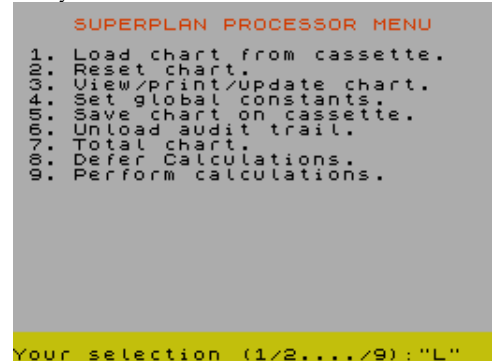 SUPERPLAN PROCESSOR MENU
1. Load chart from cassette.
2. Reset chart.
3. View/print/update chart.
4. Set global constants.
5. Save chart on cassette.
6. Unload audit trail.
7. Total chart.
8. Defer Calculations.
9. Perform calculations.
Your selection (1/2..../9):"L"